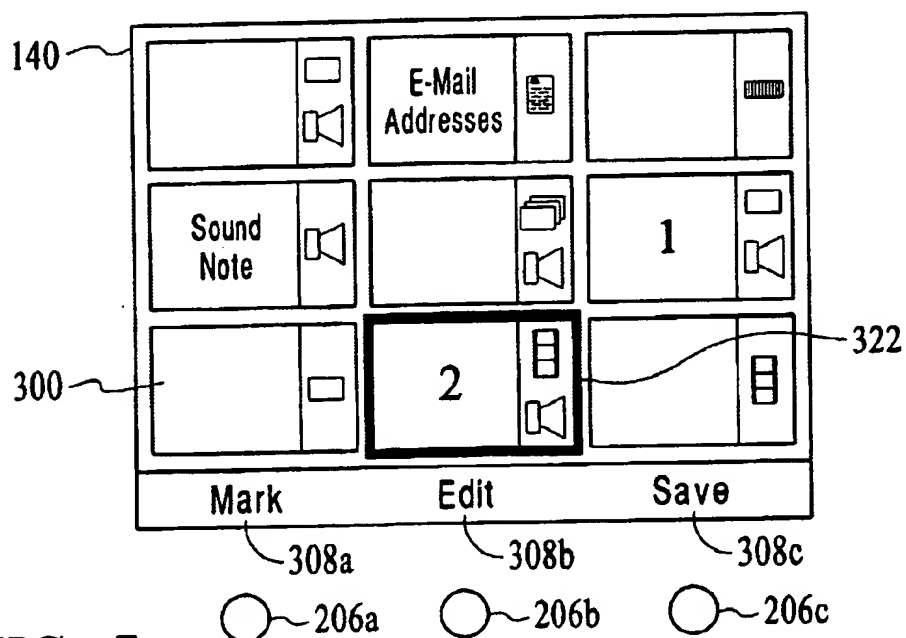 140
E-Mail
Addresses
Sound
Note
1
300
2
322
Mark Edit Save
308a 308b 308c
206a 206b 206c